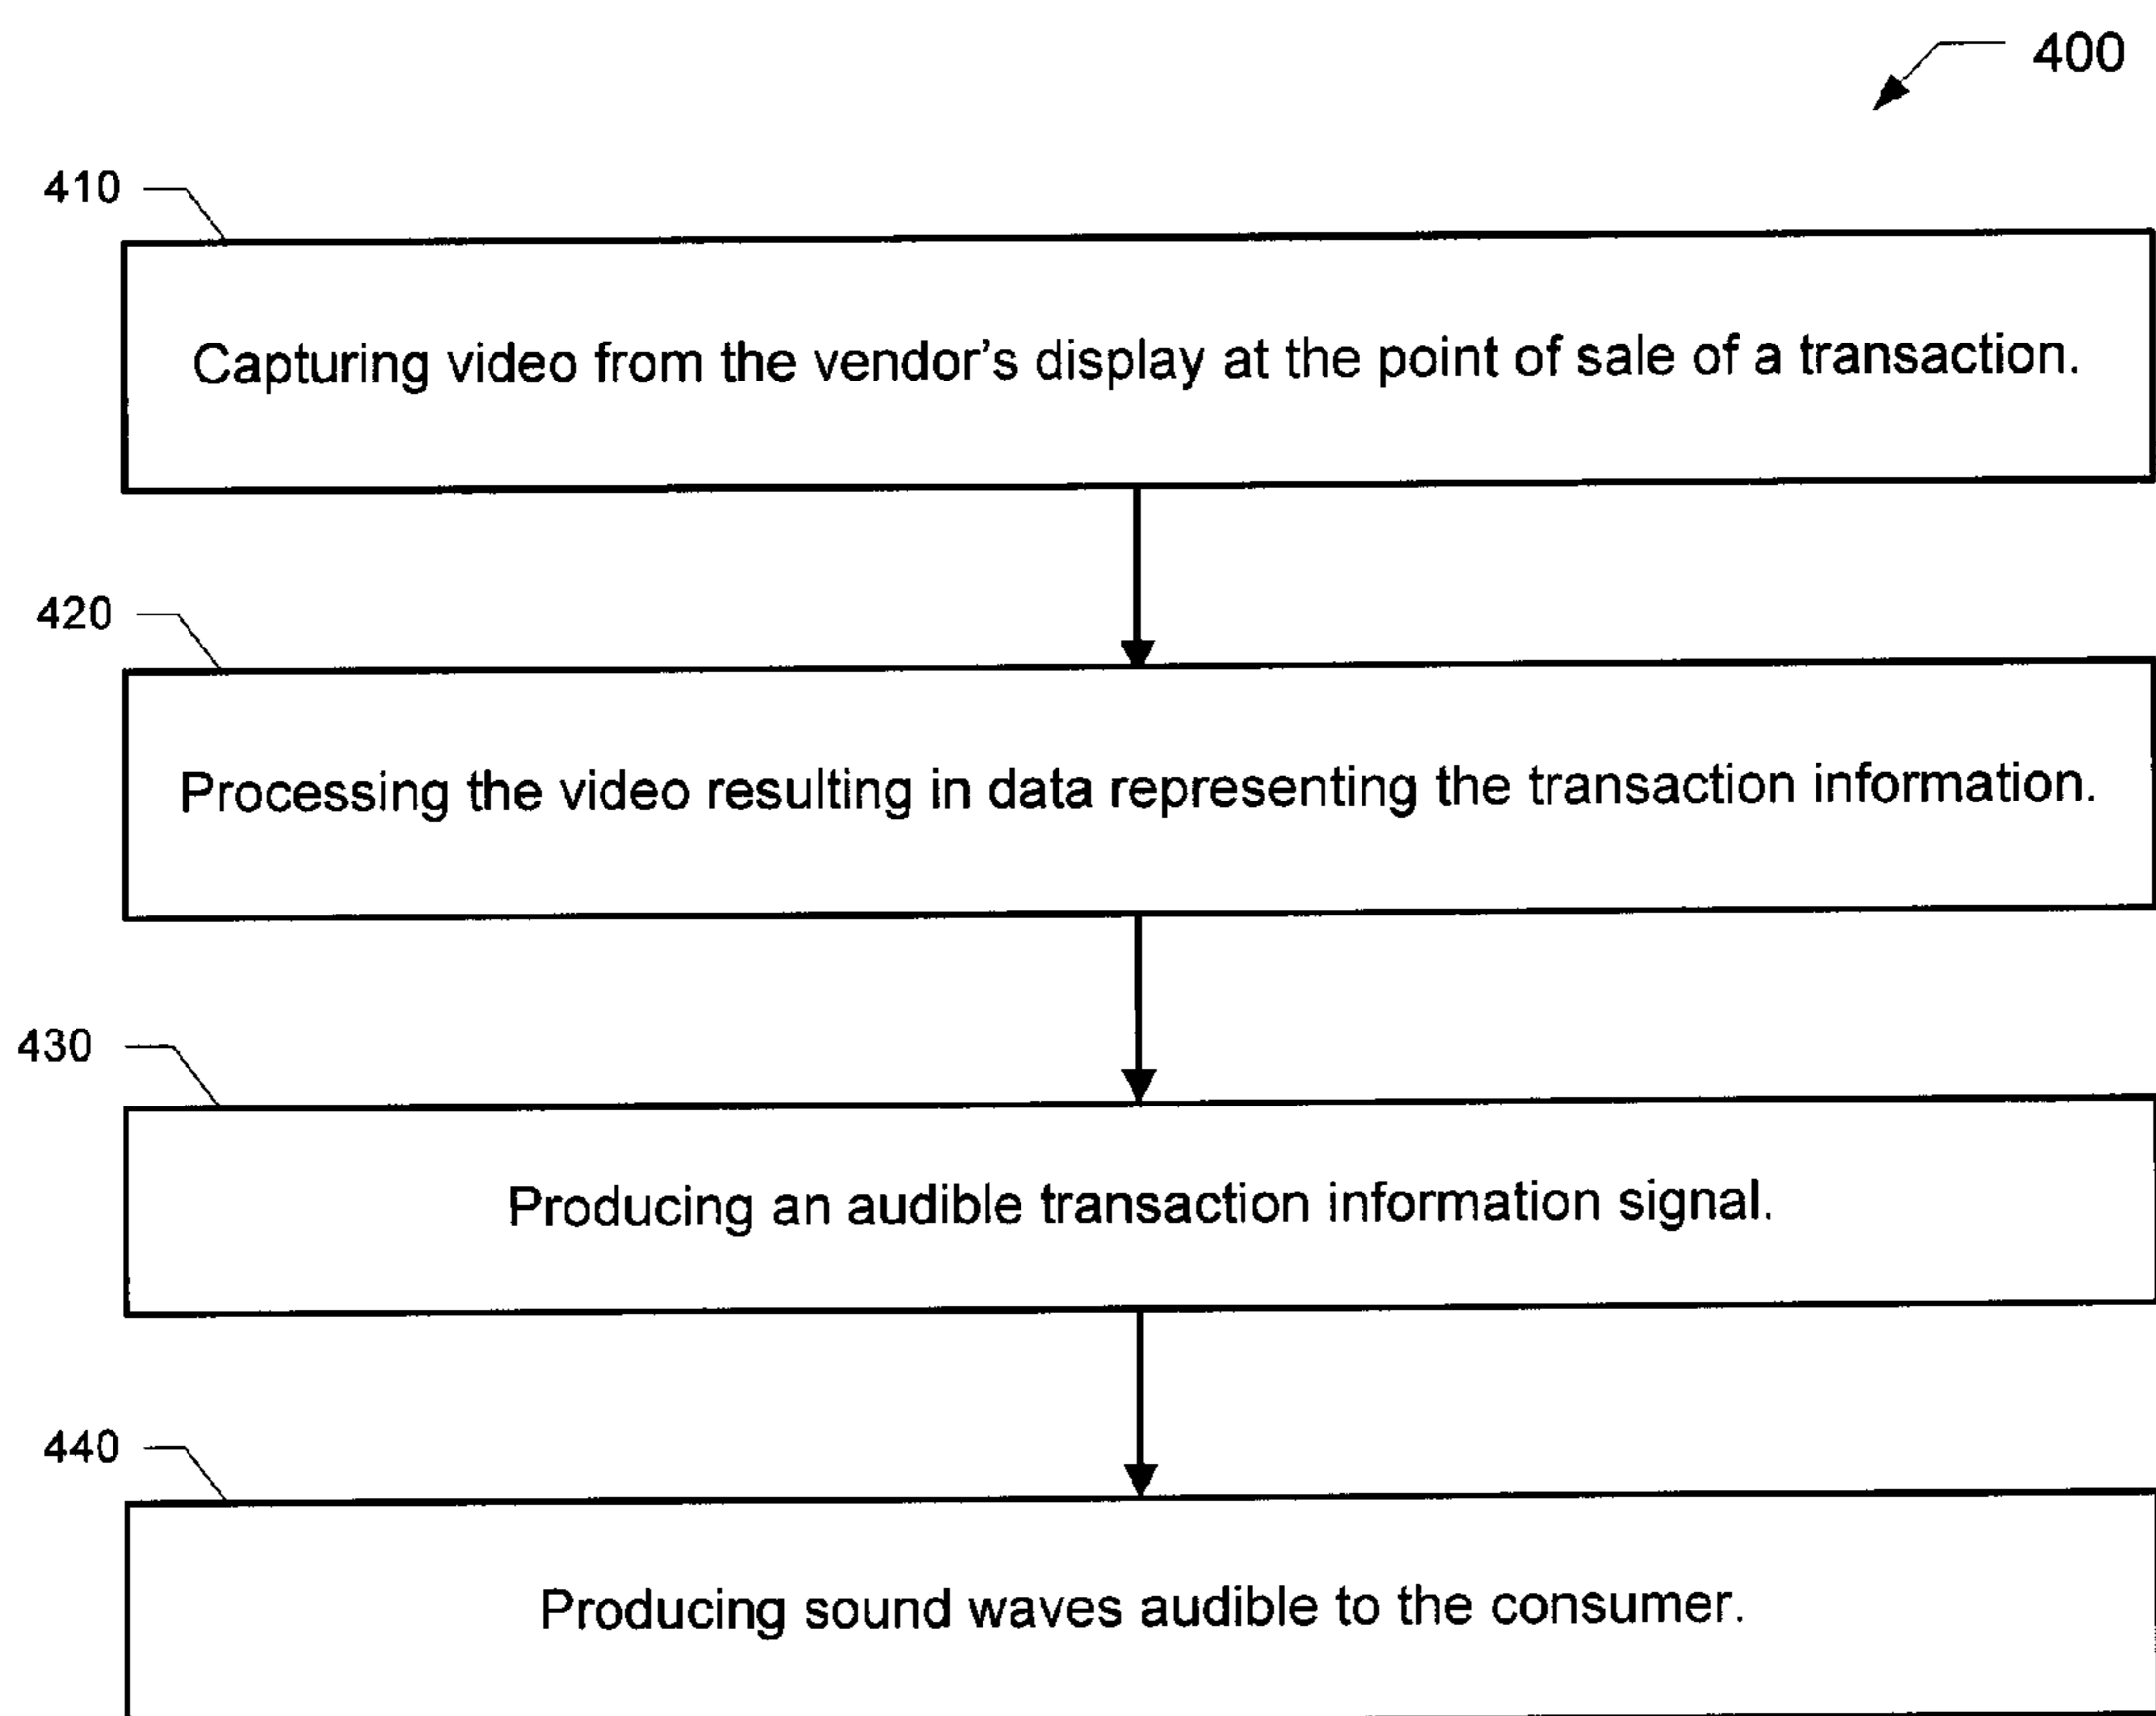 400
410
Capturing video from the vendor's display at the point of sale of a transaction.
420
Processing the video resulting in data representing the transaction information.
430
Producing an audible transaction information signal.
440
Producing sound waves audible to the consumer.